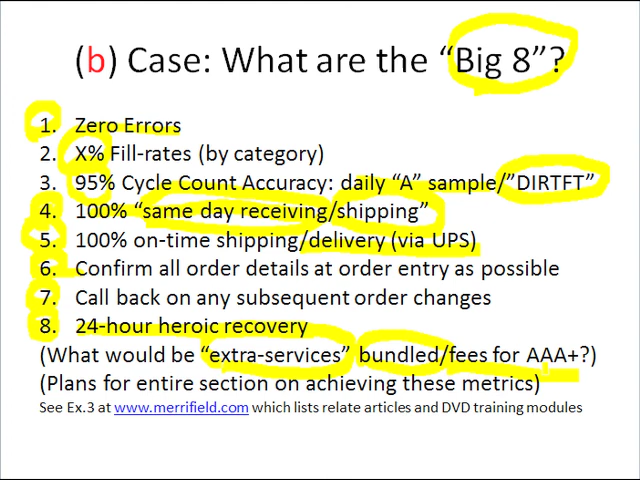 (b) Case: What are the “Big 8”?
1. Zero Errors
2. X% Fill-rates (by category)
3. 95% Cycle Count Accuracy: daily “A” sample/”DIRTFT”
4. 100% “same day receiving/shipping”
5. 100% on-time shipping/delivery (via UPS)
6. Confirm all order details at order entry as possible
7. Call back on any subsequent order changes
8. 24-hour heroic recovery
(What would be “extra-services” bundled/fees for AAA+?)
(Plans for entire section on achieving these metrics)
See Ex.3 at www.merrifield.com which lists relate articles and DVD training modules